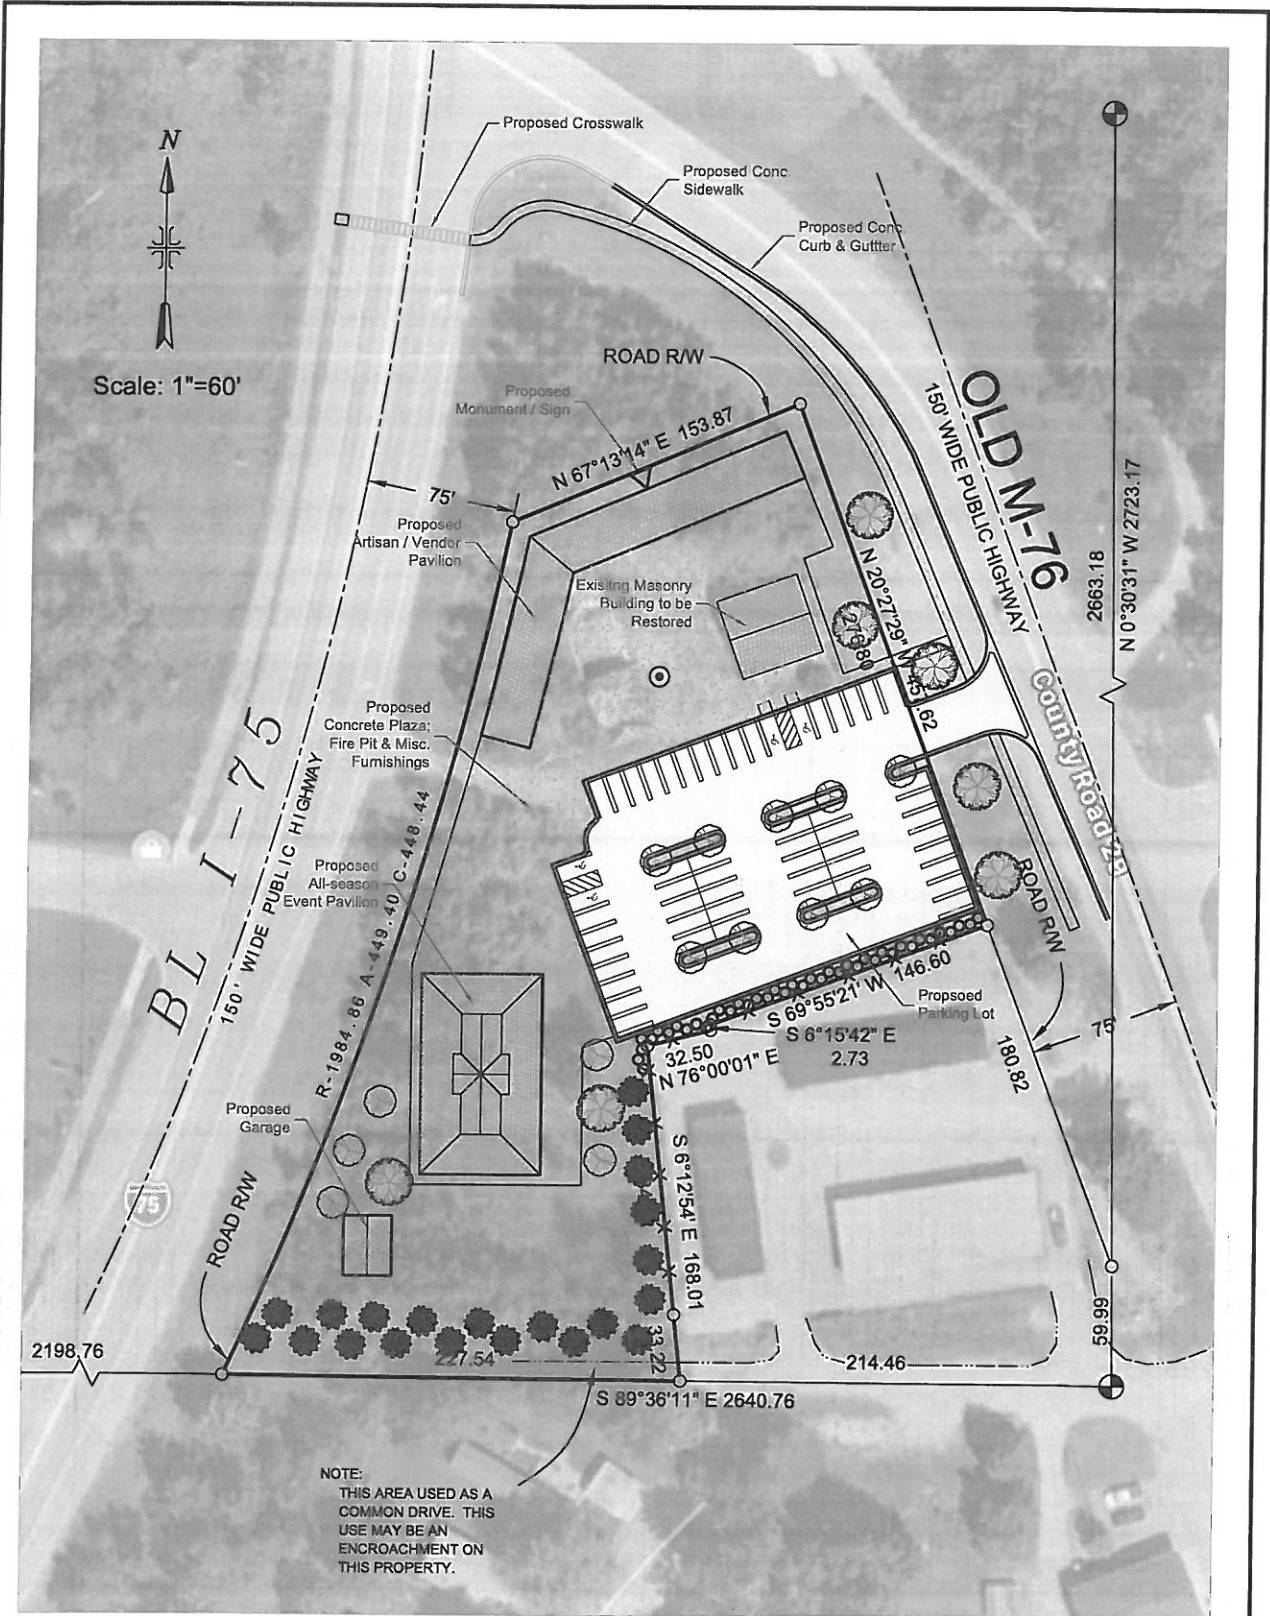 N
Scale: 1"=60'
Proposed Crosswalk
Proposed Conc.
Sidewalk
Proposed Conc.
Curb & Guttter
ROAD R/W
Proposed
Monument / Sign
N 67°13'14" E 153.87
75'
OLD M-76
150' WIDE PUBLIC HIGHWAY
2663.18
N 0°30'31" W 2723.17
Proposed
Artisan / Vendor
Pavilion
Exisitng Masonry
Building to be
Restored
N 20°27'29" W 457.62
276.80
County Road 28
Proposed
Concrete Plaza;
Fire Pit & Misc.
Furnishings
BL I-75
150' WIDE PUBLIC HIGHWAY
Proposed
All-season
Event Pavilion
R-1984.86 A-449.40 C-448.44
ROAD R/W
S 69°55'21" W 146.60
Propsoed
Parking Lot
75'
S 6°15'42" E
2.73
32.50
N 76°00'01" E
180.82
Proposed
Garage
S 6°12'54' E 168.01
75
ROAD R/W
59.99
2198.76
227.54
33.22
214.46
S 89°36'11" E 2640.76
NOTE:
THIS AREA USED AS A
COMMON DRIVE. THIS
USE MAY BE AN
ENCROACHMENT ON
THIS PROPERTY.